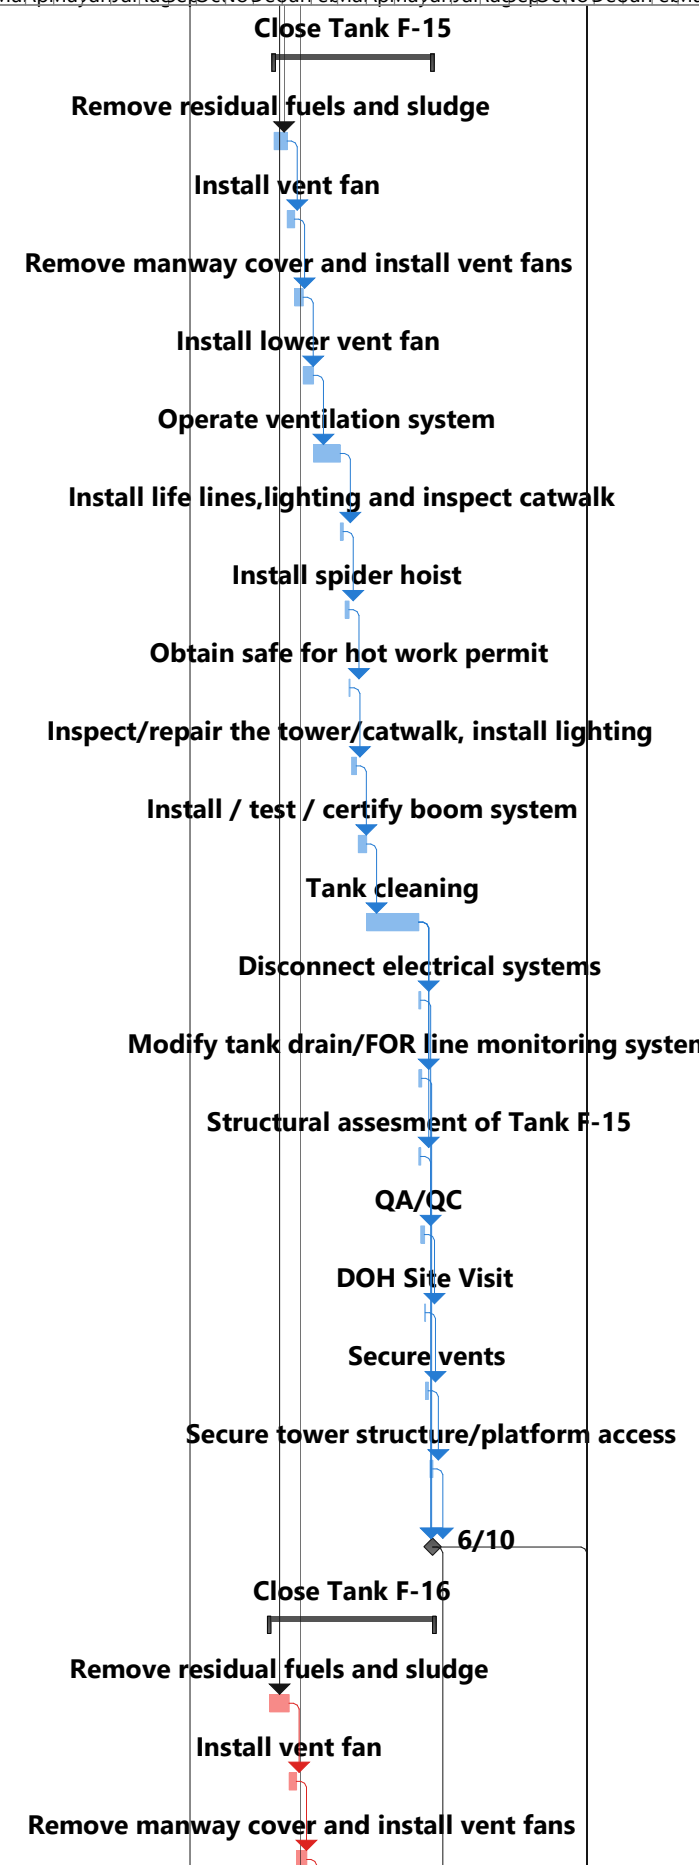 Close Tank F-15
Remove residual fuels and sludge
Install vent fan
Remove manway cover and install vent fans
Install lower vent fan
Operate ventilation system
Install life lines,lighting and inspect catwalk
Install spider hoist
Obtain safe for hot work permit
Inspect/repair the tower/catwalk, install lighting
Install / test / certify boom system
Tank cleaning
Disconnect electrical systems
Modify tank drain/FOR line monitoring system
Structural assesment of Tank F-15
QA/QC
DOH Site Visit
Secure vents
Secure tower structure/platform access
6/10
Close Tank F-16
Remove residual fuels and sludge
Install vent fan
Remove manway cover and install vent fans